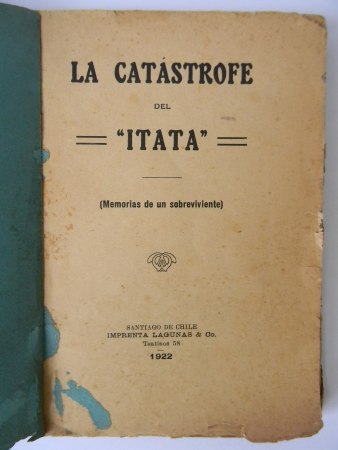 LA CATÁSTROFE
DEL
"ITATA"
(Memorias de un sobreviviente)
SANTIAGO DE CHILE
IMPRENTA LAGUNAS & Co.
Teatinos 58
1922